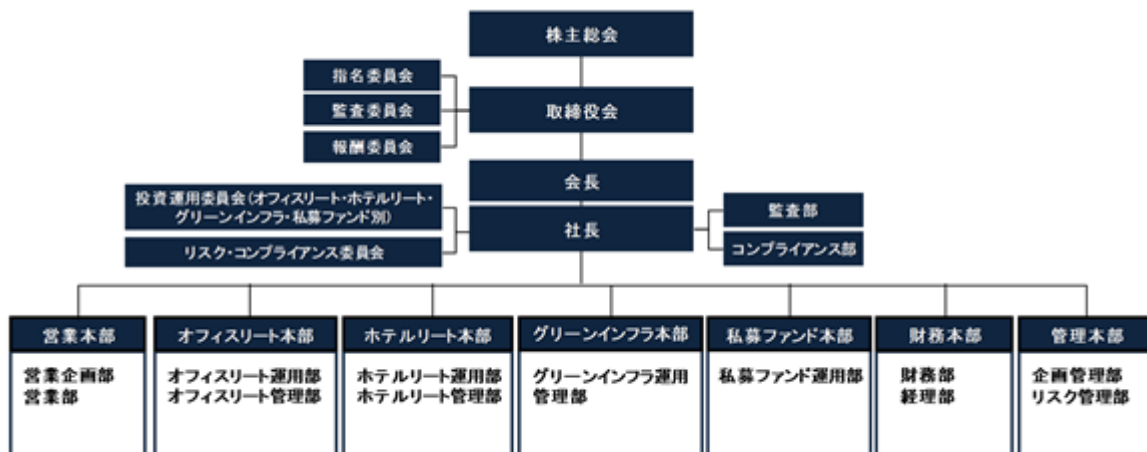 株主総会
指名委員会
監査委員会
報酬委員会
取締役会
会長
投資運用委員会(オフィスリート・ホテルリート・
グリーンインフラ・私募ファンド別)
リスク・コンプライアンス委員会
社長
監査部
コンプライアンス部
営業本部
営業企画部
営業部
オフィスリート本部
オフィスリート運用部
オフィスリート管理部
ホテルリート本部
ホテルリート運用部
ホテルリート管理部
グリーンインフラ本部
グリーンインフラ運用
管理部
私募ファンド本部
私募ファンド運用部
財務本部
財務部
経理部
管理本部
企画管理部
リスク管理部